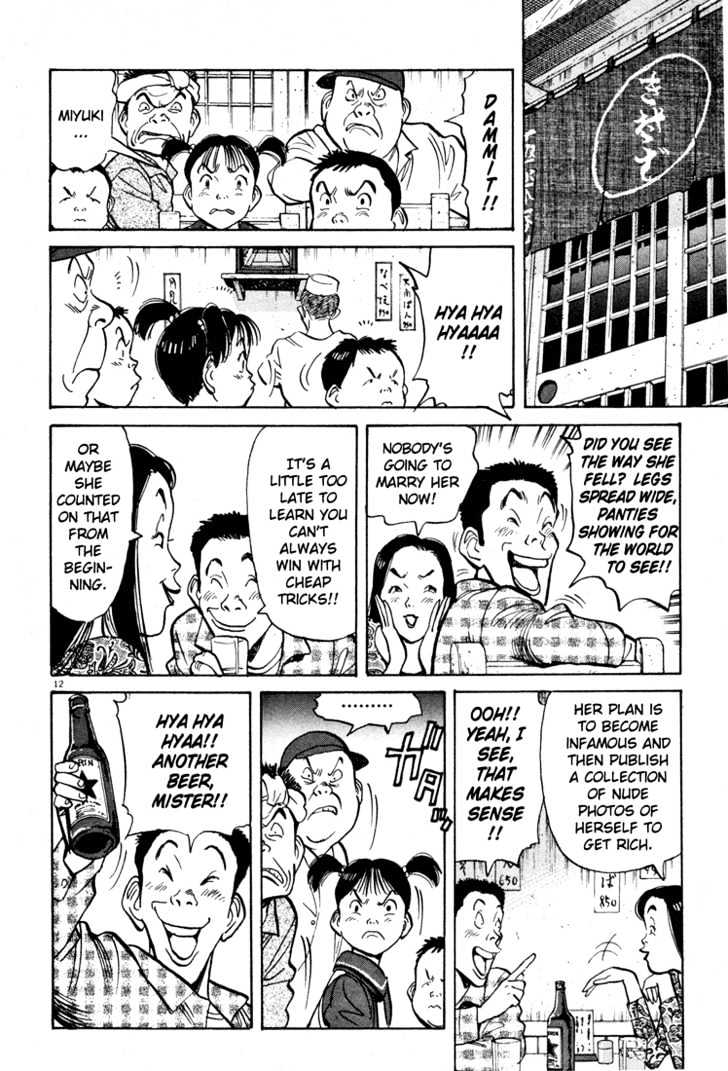 DAMMIT!!
MIYUKI
...
HYA HYA
HYAAAA
!!
DID YOU SEE
THE WAY SHE
FELL? LEGS
SPREAD WIDE,
PANTIES
SHOWING FOR
THE WORLD
TO SEE!!
NOBODY'S
GOING TO
MARRY HER
NOW!
IT'S A
LITTLE TOO
LATE TO
LEARN YOU
CAN'T
ALWAYS
WIN WITH
CHEAP
TRICKS!!
OR
MAYBE
SHE
COUNTED
ON THAT
FROM
THE
BEGIN-
NING.
12
HER PLAN IS
TO BECOME
INFAMOUS AND
THEN PUBLISH
A COLLECTION
OF NUDE
PHOTOS OF
HERSELF TO
GET RICH.
OOH!!
YEAH, I
SEE,
THAT
MAKES
SENSE
!!
650
ば
850
.........
ガタ
HYA HYA
HYAA!!
ANOTHER
BEER,
MISTER!!